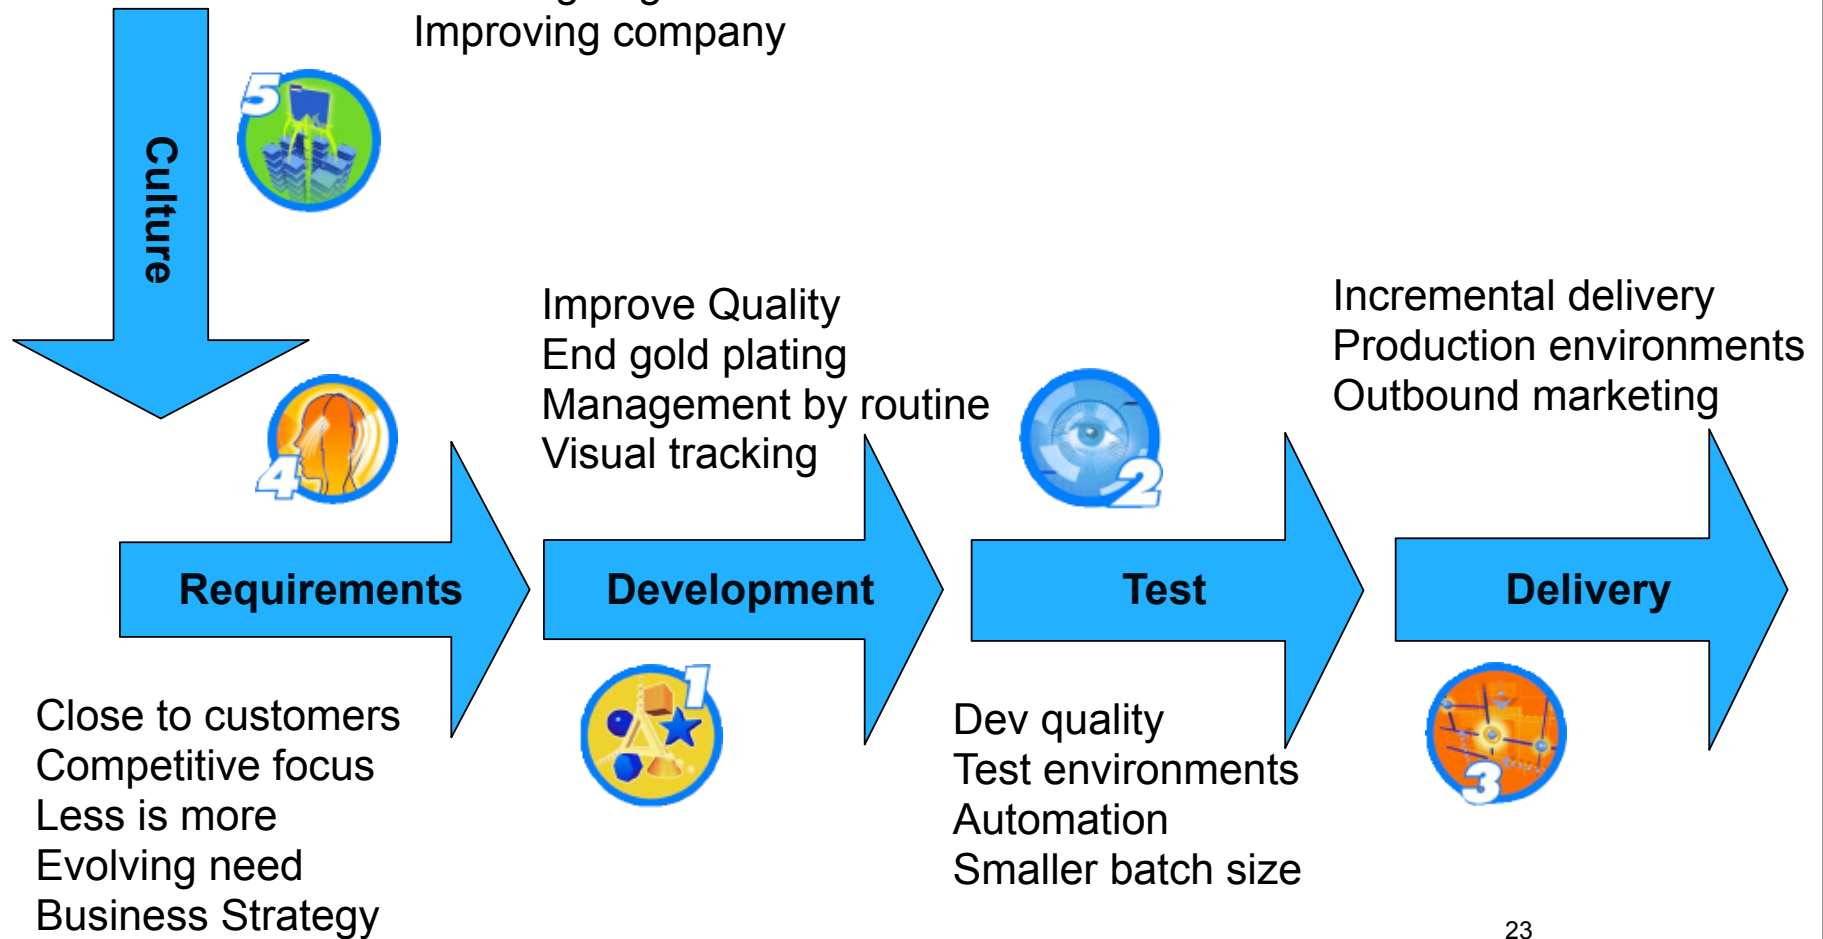 Improving company
5
Culture
Improve Quality
End gold plating
Management by routine
Visual tracking
Incremental delivery
Production environments
Outbound marketing
4
2
Requirements
Development
Test
Delivery
1
3
Close to customers
Competitive focus
Less is more
Evolving need
Business Strategy
Dev quality
Test environments
Automation
Smaller batch size
23